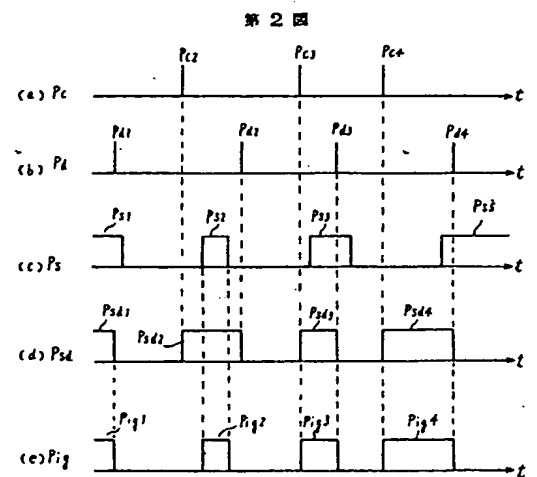 第 2 図
Pc2 Pc3 Pc4
(a) Pc t
Pd1 Pd2 Pd3 Pd4
(b) Pd t
Ps1 Ps2 Ps3 Ps3
(c) Ps t
Psd1 Psd2 Psd3 Psd4
(d) Psd t
Pig1 Pig2 Pig3 Pig4
(e) Pig t